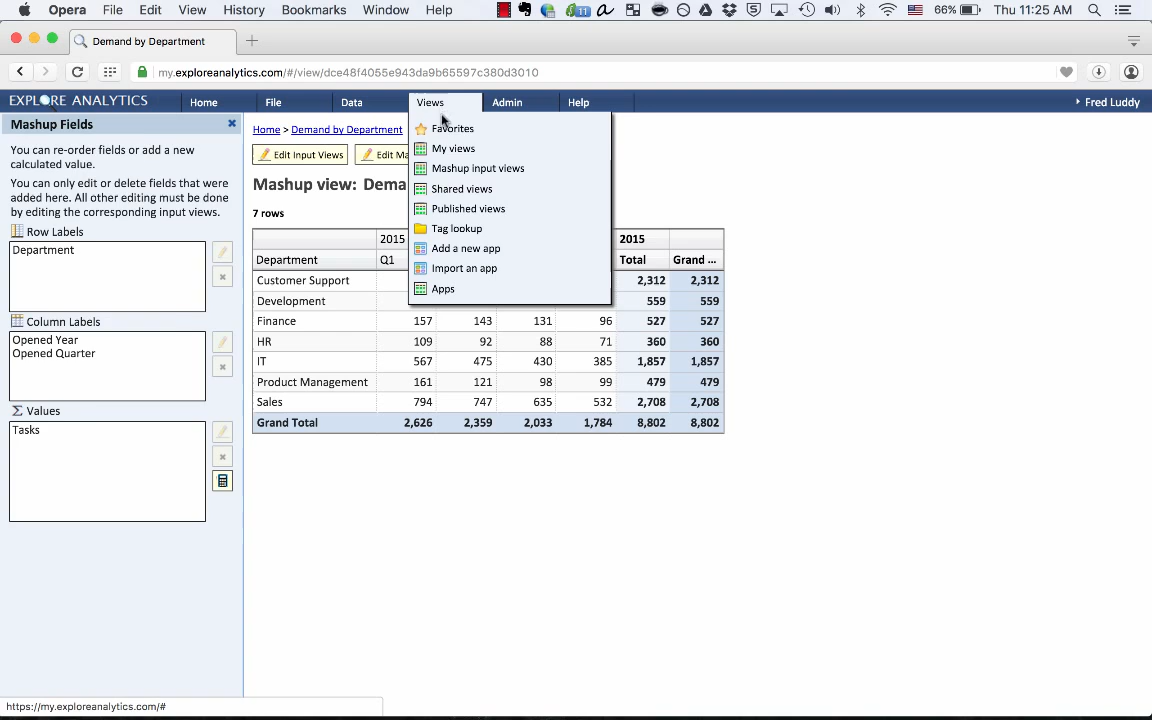 Opera File Edit View History Bookmarks Window Help 11 5 66% Thu 11:25 AM
Demand by Department
my.exploreanalytics.com/#/view/dce48f4055e943da9b65597c380d3010
EXPLORE ANALYTICS Home File Data Views Admin Help Fred Luddy
Mashup Fields
You can re-order fields or add a new
calculated value.
You can only edit or delete fields that were
added here. All other editing must be done
by editing the corresponding input views.
Row Labels
Department
Column Labels
Opened Year
Opened Quarter
Σ Values
Tasks
Home > Demand by Department
Edit Input Views Edit Ma
Mashup view: Dema
7 rows
Favorites
My views
Mashup input views
Shared views
Published views
Tag lookup
Add a new app
Import an app
Apps
2015 2015
Department Q1 Total Grand ...
Customer Support 2,312 2,312
Development 559 559
Finance 157 143 131 96 527 527
HR 109 92 88 71 360 360
IT 567 475 430 385 1,857 1,857
Product Management 161 121 98 99 479 479
Sales 794 747 635 532 2,708 2,708
Grand Total 2,626 2,359 2,033 1,784 8,802 8,802
https://my.exploreanalytics.com/#